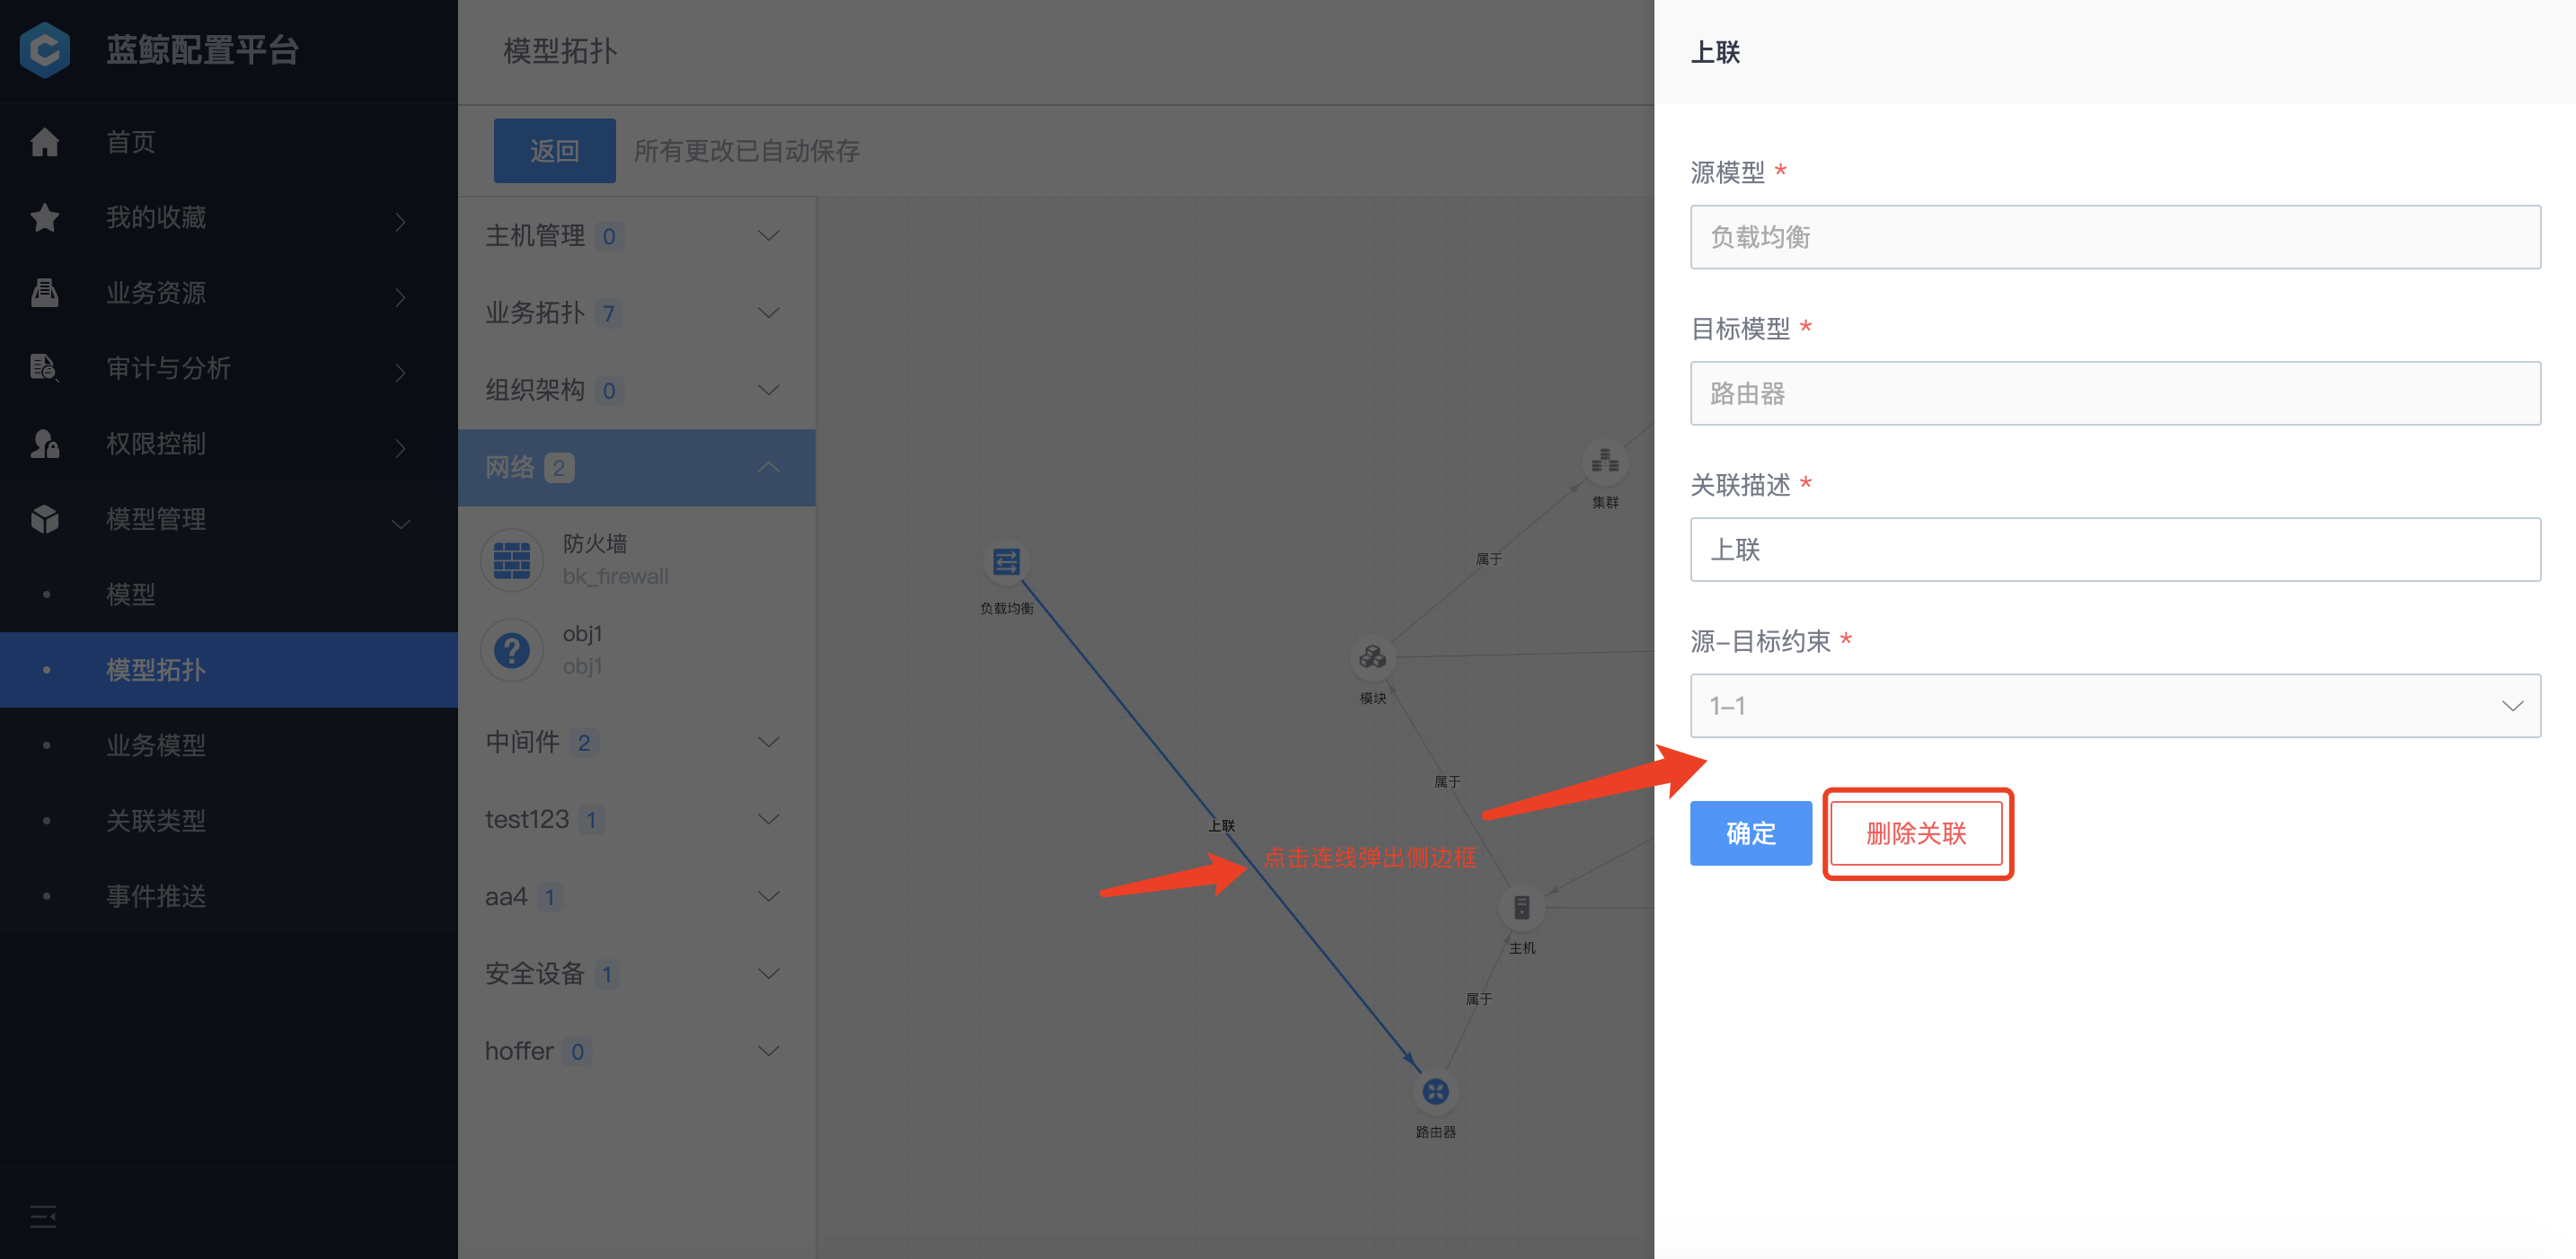 蓝鲸配置平台
首页
我的收藏
业务资源
审计与分析
权限控制
模型管理
模型
模型拓扑
业务模型
关联类型
事件推送
模型拓扑
返回 所有更改已自动保存
主机管理 0
业务拓扑 7
组织架构 0
网络 2
防火墙
bk_firewall
obj1
obj1
中间件 2
test123 1
aa4 1
安全设备 1
hoffer 0
集群
属于
负载均衡
模块
属于
上联
点击连线弹出侧边框
主机
属于
路由器
上联
源模型 *
负载均衡
目标模型 *
路由器
关联描述 *
上联
源-目标约束 *
1-1
确定 删除关联